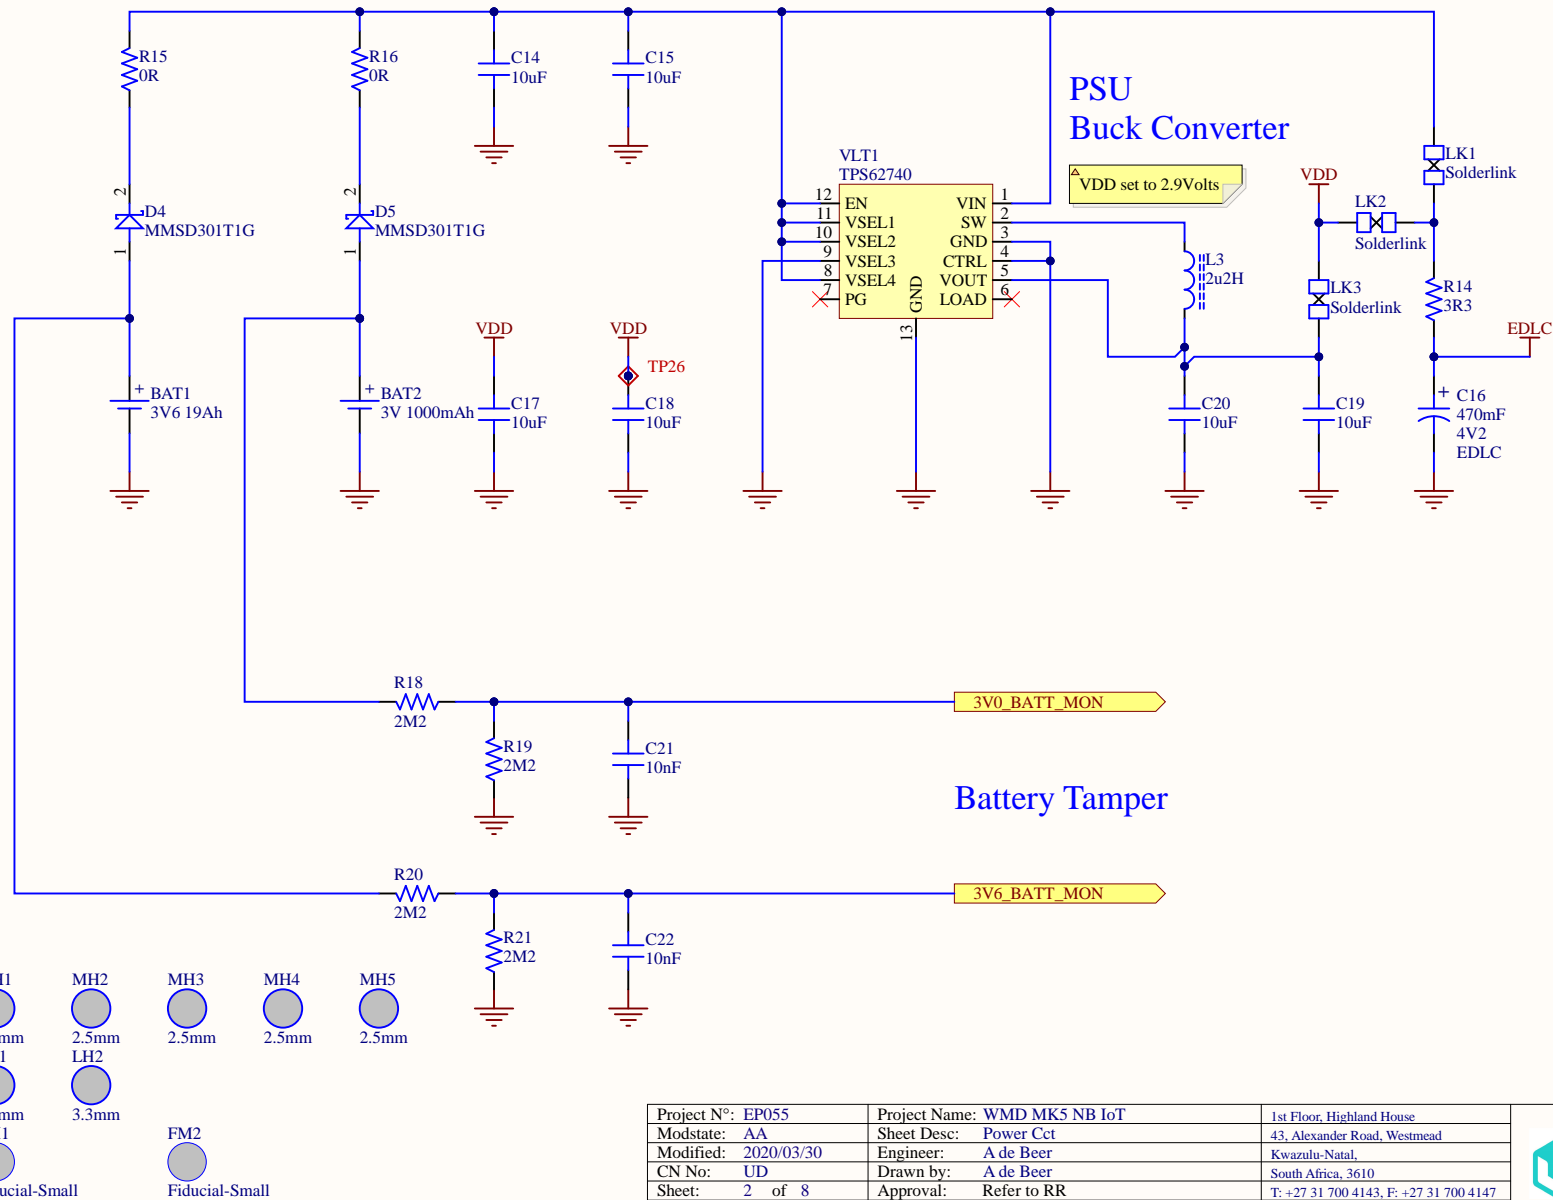 R15
0R
R16
0R
C14
10uF
C15
10uF
PSU
Buck Converter
VLT1
TPS62740
VDD set to 2.9Volts
12 EN
11 VSEL1
10 VSEL2
9 VSEL3
8 VSEL4
7 PG
VIN 1
SW 2
GND 3
CTRL 4
VOUT 5
LOAD 6
GND
13
2
D4
MMSD301T1G
1
2
D5
MMSD301T1G
1
VDD
LK1
Solderlink
LK2
Solderlink
LK3
Solderlink
L3
2u2H
R14
3R3
EDLC
VDD
VDD
TP26
+ BAT1
3V6 19Ah
+ BAT2
3V 1000mAh
C17
10uF
C18
10uF
C20
10uF
C19
10uF
+ C16
470mF
4V2
EDLC
R18
2M2
3V0_BATT_MON
R19
2M2
C21
10nF
Battery Tamper
R20
2M2
3V6_BATT_MON
R21
2M2
C22
10nF
MH2
MH3
MH4
MH5
mm
2.5mm
2.5mm
2.5mm
2.5mm
LH2
mm
3.3mm
FM2
ucial-Small
Fiducial-Small
Project N°: EP055
Project Name: WMD MK5 NB IoT
Modstate: AA
Sheet Desc: Power Cct
Modified: 2020/03/30
Engineer: A de Beer
CN No: UD
Drawn by: A de Beer
Sheet: 2 of 8
Approval: Refer to RR
1st Floor, Highland House
43, Alexander Road, Westmead
Kwazulu-Natal,
South Africa, 3610
T: +27 31 700 4143, F: +27 31 700 4147